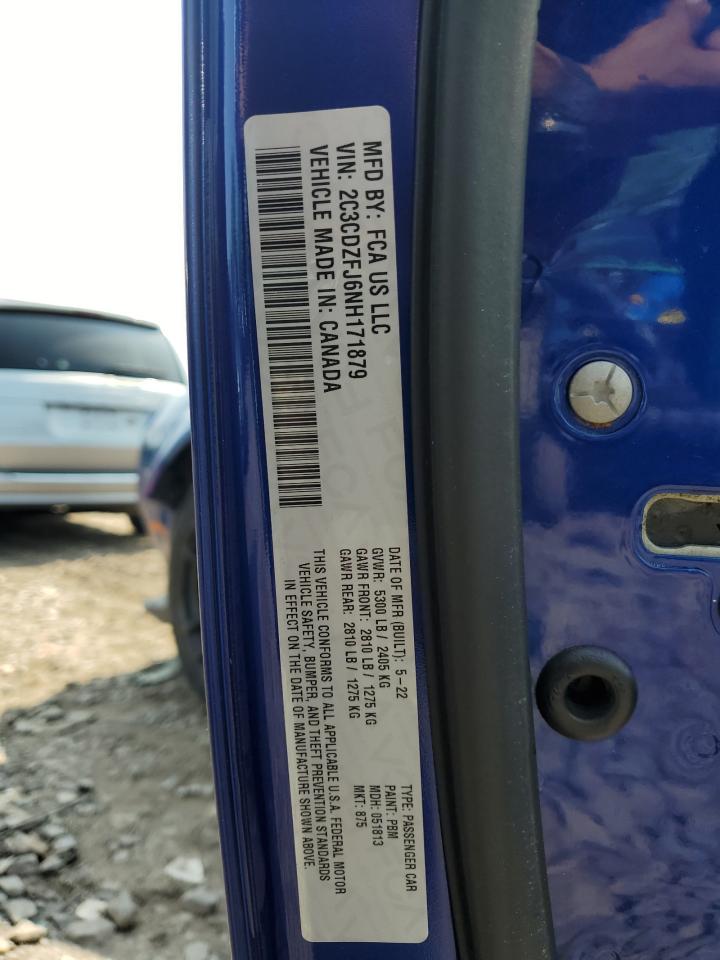 MFD BY: FCA US LLC
VIN: 2C3CDZFJ6NH171879
VEHICLE MADE IN: CANADA
DATE OF MFR (BUILT): 5-22
GVWR: 5300 LB / 2405 KG
GAWR FRONT: 2810 LB / 1275 KG
GAWR REAR: 2810 LB / 1275 KG
THIS VEHICLE CONFORMS TO ALL APPLICABLE U.S.A. FEDERAL MOTOR
VEHICLE SAFETY, BUMPER, AND THEFT PREVENTION STANDARDS
IN EFFECT ON THE DATE OF MANUFACTURE SHOWN ABOVE.
TYPE: PASSENGER CAR
PAINT: PBM
MDH: 051813
MKT: 875